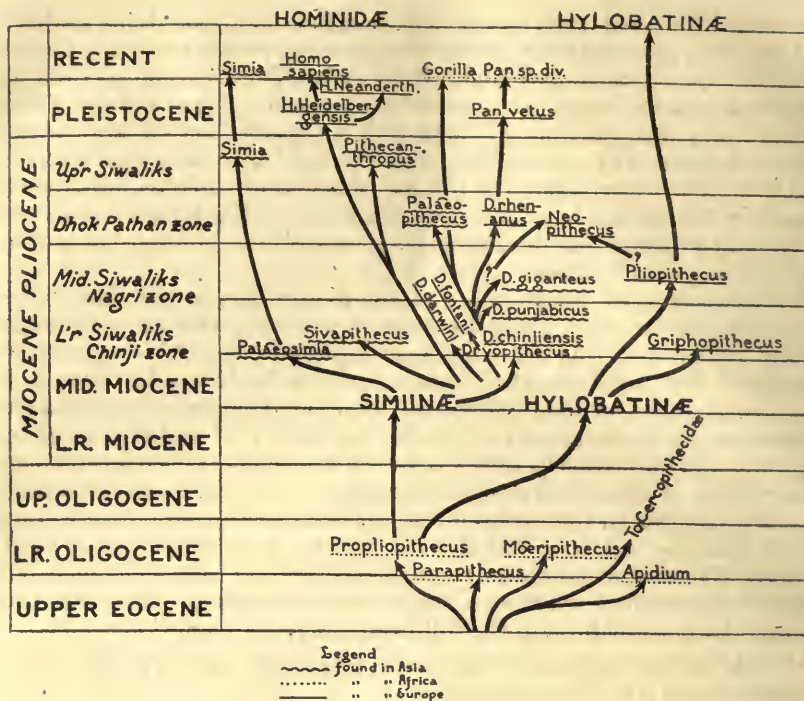 HOMINIDÆ
HYLOBATINÆ
RECENT
Simia
Homo
sapiens
H.Neanderth.
Gorilla
Pan sp. div.
PLEISTOCENE
H.Heidelber-
gensis
Pan vetus
MIOCENE PLIOCENE
Up'r Siwaliks
Simia
Pithecan-
thropus
Dhok Pathan zone
Palaeo-
pithecus
D.rhen-
anus
Neo-
pithecus
Mid. Siwaliks
Nagri zone
D.fontani
D.darwini
?
D.giganteus
?
Pliopithecus
D.punjabicus
L'r Siwaliks
Chinji zone
Palaeosimia
Sivapithecus
D.chinjiensis
Dryopithecus
Griphopithecus
MID. MIOCENE
SIMIINÆ
HYLOBATINÆ
L.R. MIOCENE
UP. OLIGOGENE
To Cercopithecidæ
LR. OLIGOCENE
Propliopithecus
Mœripithecus
Parapithecus
Apidium
UPPER EOCENE
Legend
found in Asia
" " Africa
" " Europe